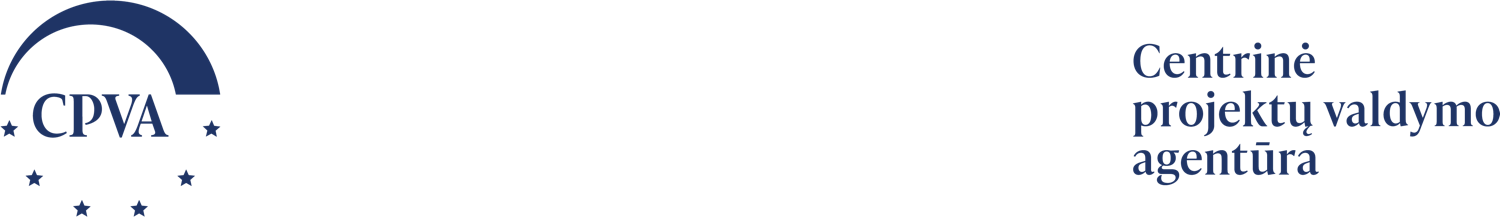 CPVA
Centrinė
projektų valdymo
agentūra